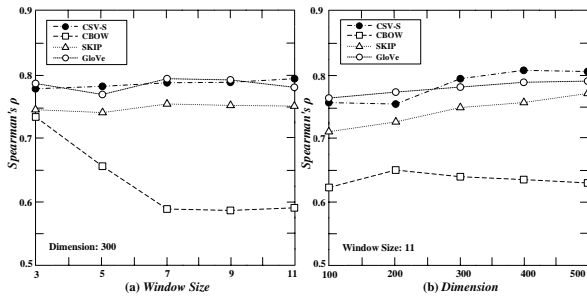 0.9
0.8
0.7
0.6
0.5
Spearman's ρ
CSV-S
CBOW
SKIP
GloVe
Dimension: 300
3 5 7 9 11
(a) Window Size
0.9
0.8
0.7
0.6
0.5
Spearman's ρ
CSV-S
CBOW
SKIP
GloVe
Window Size: 11
100 200 300 400 500
(b) Dimension